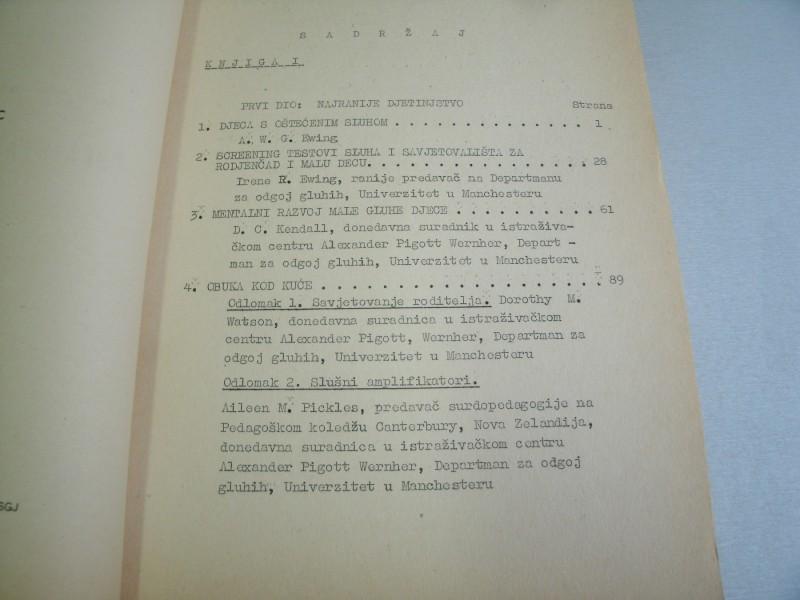 S A D R Ž A J
K N J I G A I
PRVI DIO: NAJRANIJE DJETINJSTVO Strana
1. DJECA S OŠTEĆENIM SLUHOM . . . . . . . . . . . . . . . 1
A. W. G. Ewing
2. SCREENING TESTOVI SLUHA I SAVJETOVALIŠTA ZA
RODJENČAD I MALU DECU. . . . . . . . . . . . . . . . . 28
Irene R. Ewing, ranije predavač na Departmanu
za odgoj gluhih, Univerzitet u Manchesteru
3. MENTALNI RAZVOJ MALE GLUHE DJECE . . . . . . . . . . 61
D. C. Kendall, donedavna suradnik u istraživa-
čkom centru Alexander Pigott Wernher, Depart -
man za odgoj gluhih, Univerzitet u Manchesteru
4. OBUKA KOD KUĆE . . . . . . . . . . . . . . . . . . . . 89
Odlomak 1. Savjetovanje roditelja. Dorothy M.
Watson, donedavna suradnica u istraživačkom
centru Alexander Pigott, Wernher, Departman za
odgoj gluhih, Univerzitet u Manchesteru
Odlomak 2. Slušni amplifikatori.
Aileen M. Pickles, predavač surdopedagogije na
Pedagoškom koledžu Canterbury, Nova Zelandija,
donedavna suradnica u istraživačkom centru
Alexander Pigott Wernher, Departman za odgoj
gluhih, Univerzitet u Manchesteru
SGJ